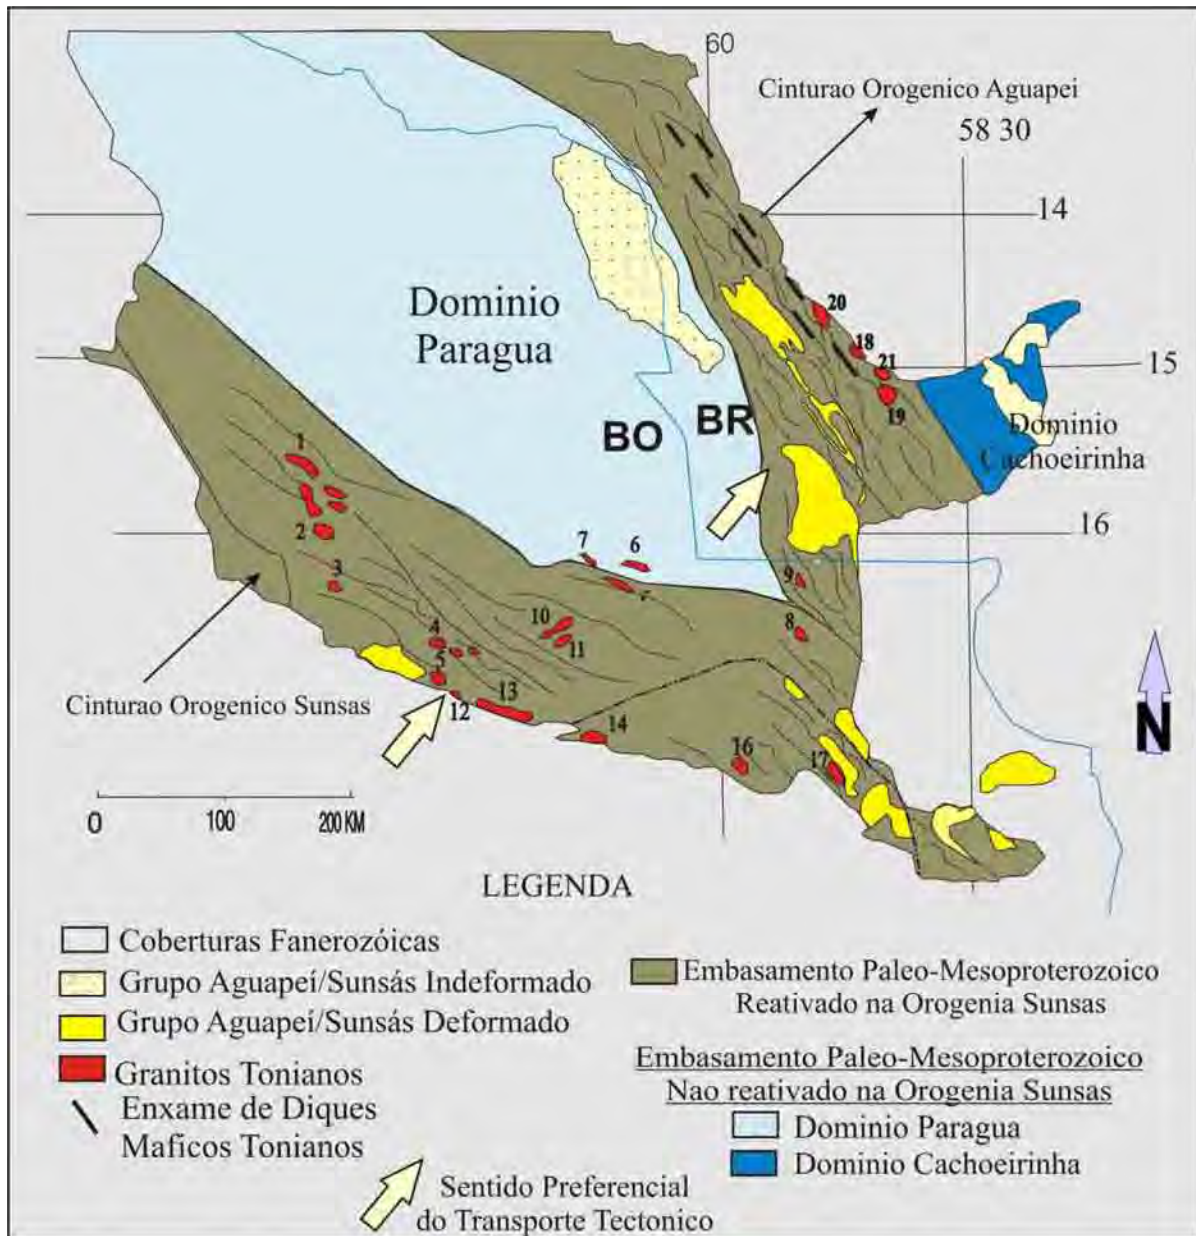 60
Cinturao Orogenico Aguapei
58 30
14
Dominio
Paragua
20
18
21
15
19
BO
BR
Dominio
Cachoeirinha
1
2
16
7
6
3
9
10
8
4
11
5
Cinturao Orogenico Sunsas
12
13
14
16
17
N
0
100
200 KM
LEGENDA
Coberturas Fanerozóicas
Grupo Aguapeí/Sunsás Indeformado
Grupo Aguapeí/Sunsás Deformado
Granitos Tonianos
Enxame de Diques
Maficos Tonianos
Sentido Preferencial
do Transporte Tectonico
Embasamento Paleo-Mesoproterozoico
Reativado na Orogenia Sunsas
Embasamento Paleo-Mesoproterozoico
Nao reativado na Orogenia Sunsas
Dominio Paragua
Dominio Cachoeirinha